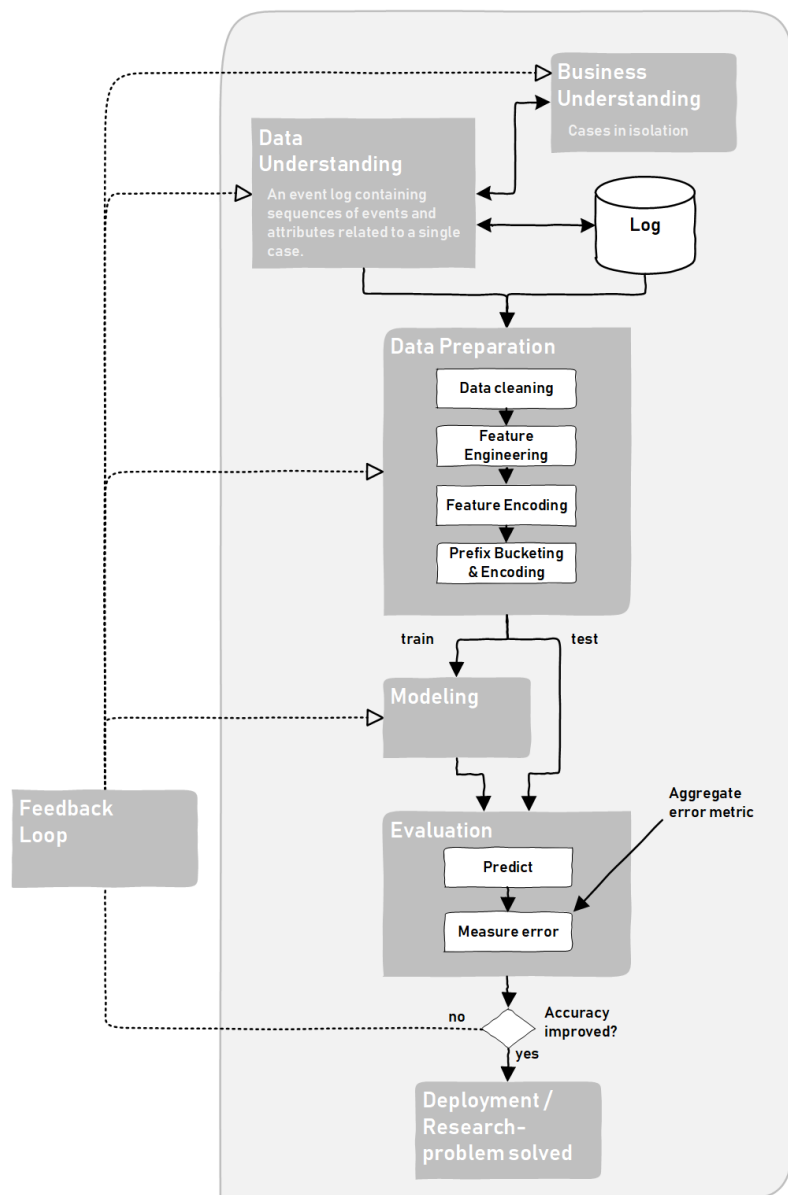 Business
Understanding
Cases in isolation
Data
Understanding
An event log containing
sequences of events and
attributes related to a single
case.
Log
Data Preparation
Data cleaning
Feature
Engineering
Feature Encoding
Prefix Bucketing
& Encoding
train
test
Modeling
Feedback
Loop
Aggregate
error metric
Evaluation
Predict
Measure error
no
Accuracy
improved?
yes
Deployment /
Research-
problem solved